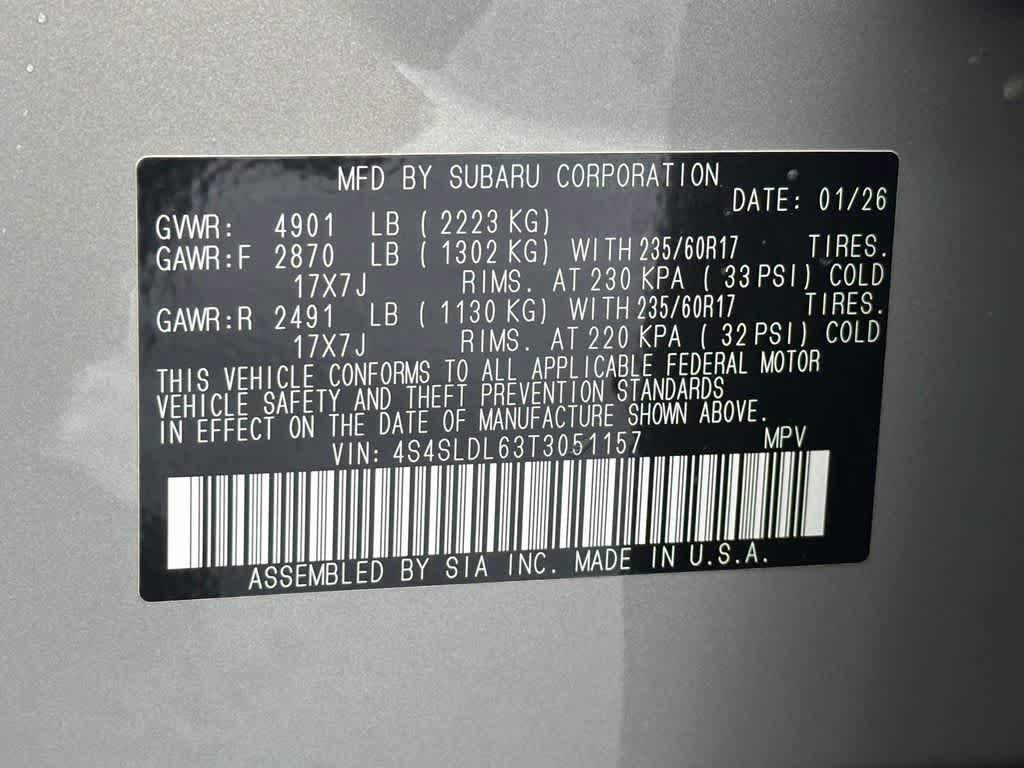 MFD BY SUBARU CORPORATION
DATE: 01/26
GVWR: 4901 LB ( 2223 KG)
GAWR:F 2870 LB ( 1302 KG) WITH 235/60R17 TIRES.
17X7J RIMS. AT 230 KPA ( 33 PSI) COLD
GAWR:R 2491 LB ( 1130 KG) WITH 235/60R17 TIRES.
17X7J RIMS. AT 220 KPA ( 32 PSI) COLD
THIS VEHICLE CONFORMS TO ALL APPLICABLE FEDERAL MOTOR
VEHICLE SAFETY AND THEFT PREVENTION STANDARDS
IN EFFECT ON THE DATE OF MANUFACTURE SHOWN ABOVE.
VIN: 4S4SLDL63T3051157 MPV
ASSEMBLED BY SIA INC. MADE IN U.S.A.